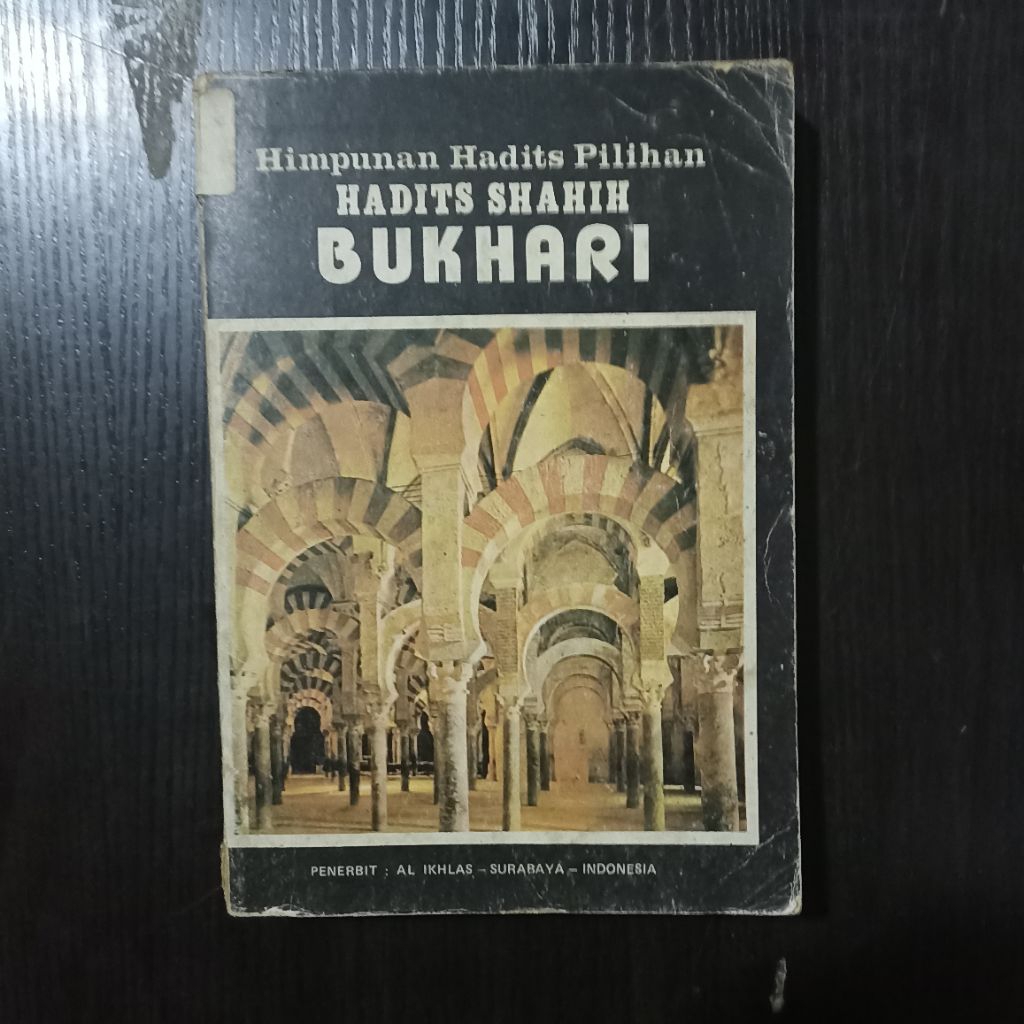 Himpunan Hadits Pilihan
HADITS SHAHIH
BUKHARI
PENERBIT : AL IKHLAS – SURABAYA – INDONESIA